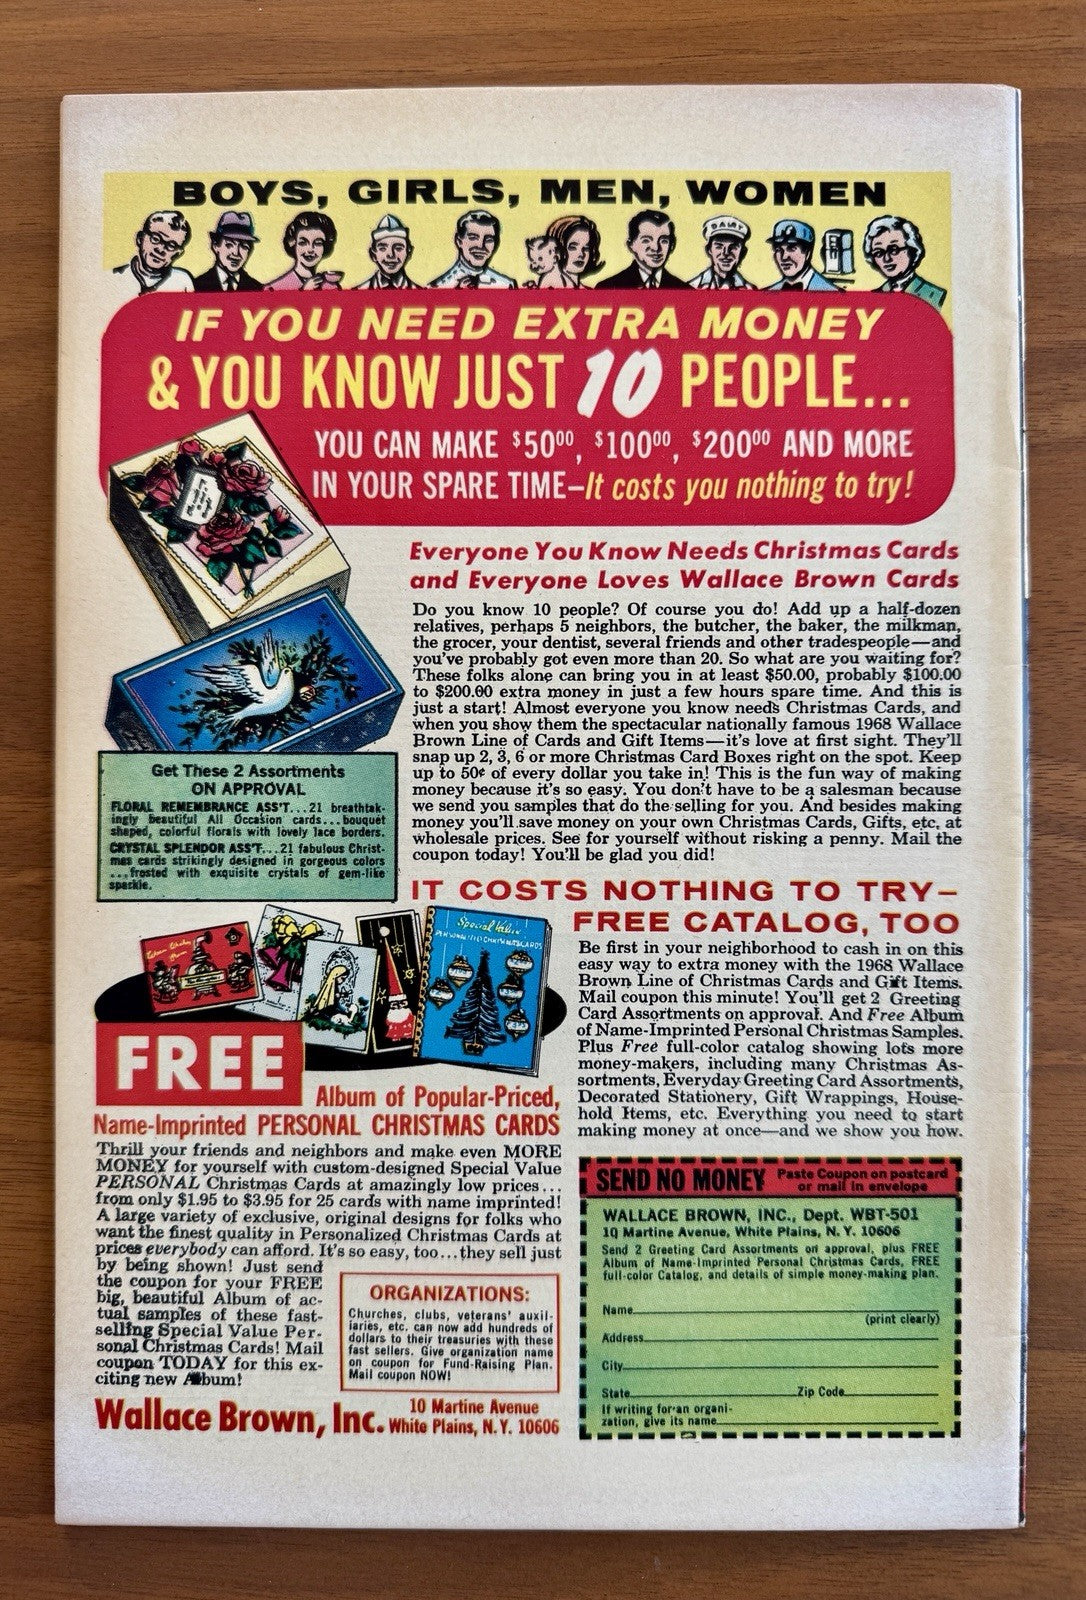 BOYS, GIRLS, MEN, WOMEN
DAIRY
IF YOU NEED EXTRA MONEY
& YOU KNOW JUST 10 PEOPLE...
YOU CAN MAKE $50⁰⁰, $100⁰⁰, $200⁰⁰ AND MORE
IN YOUR SPARE TIME—It costs you nothing to try!
Everyone You Know Needs Christmas Cards
and Everyone Loves Wallace Brown Cards
Do you know 10 people? Of course you do! Add up a half-dozen
relatives, perhaps 5 neighbors, the butcher, the baker, the milkman,
the grocer, your dentist, several friends and other tradespeople—and
you've probably got even more than 20. So what are you waiting for?
These folks alone can bring you in at least $50.00, probably $100.00
to $200.00 extra money in just a few hours spare time. And this is
just a start! Almost everyone you know needs Christmas Cards, and
when you show them the spectacular nationally famous 1968 Wallace
Brown Line of Cards and Gift Items—it's love at first sight. They'll
snap up 2, 3, 6 or more Christmas Card Boxes right on the spot. Keep
up to 50¢ of every dollar you take in! This is the fun way of making
money because it's so easy. You don't have to be a salesman because
we send you samples that do the selling for you. And besides making
money you'll save money on your own Christmas Cards, Gifts, etc. at
wholesale prices. See for yourself without risking a penny. Mail the
coupon today! You'll be glad you did!
Get These 2 Assortments
ON APPROVAL
FLORAL REMEMBRANCE ASS'T...21 breathtak-
ingly beautiful All Occasion cards...bouquet
shaped, colorful florals with lovely lace borders.
CRYSTAL SPLENDOR ASS'T...21 fabulous Christ-
mas cards strikingly designed in gorgeous colors
...frosted with exquisite crystals of gem-like
sparkle.
IT COSTS NOTHING TO TRY—
FREE CATALOG, TOO
Be first in your neighborhood to cash in on this
easy way to extra money with the 1968 Wallace
Brown Line of Christmas Cards and Gift Items.
Mail coupon this minute! You'll get 2 Greeting
Card Assortments on approval. And Free Album
of Name-Imprinted Personal Christmas Samples.
Plus Free full-color catalog showing lots more
money-makers, including many Christmas As-
sortments, Everyday Greeting Card Assortments,
Decorated Stationery, Gift Wrappings, House-
hold Items, etc. Everything you need to start
making money at once—and we show you how.
Special Value
PERSONALIZED CHRISTMAS CARDS
FREE
Album of Popular-Priced,
Name-Imprinted PERSONAL CHRISTMAS CARDS
Thrill your friends and neighbors and make even MORE
MONEY for yourself with custom-designed Special Value
PERSONAL Christmas Cards at amazingly low prices...
from only $1.95 to $3.95 for 25 cards with name imprinted!
A large variety of exclusive, original designs for folks who
want the finest quality in Personalized Christmas Cards at
prices everybody can afford. It's so easy, too...they sell just
by being shown! Just send
the coupon for your FREE
big, beautiful Album of ac-
tual samples of these fast-
selling Special Value Per-
sonal Christmas Cards! Mail
coupon TODAY for this ex-
citing new Album!
ORGANIZATIONS:
Churches, clubs, veterans' auxil-
iaries, etc. can now add hundreds of
dollars to their treasuries with these
fast sellers. Give organization name
on coupon for Fund-Raising Plan.
Mail coupon NOW!
Wallace Brown, Inc. 10 Martine Avenue
White Plains, N.Y. 10606
SEND NO MONEY Paste Coupon on postcard
or mail in envelope
WALLACE BROWN, INC., Dept. WBT-501
10 Martine Avenue, White Plains, N.Y. 10606
Send 2 Greeting Card Assortments on approval, plus FREE
Album of Name-Imprinted Personal Christmas Cards, FREE
full-color Catalog, and details of simple money-making plan.
Name
(print clearly)
Address
City
State Zip Code
If writing for an organi-
zation, give its name